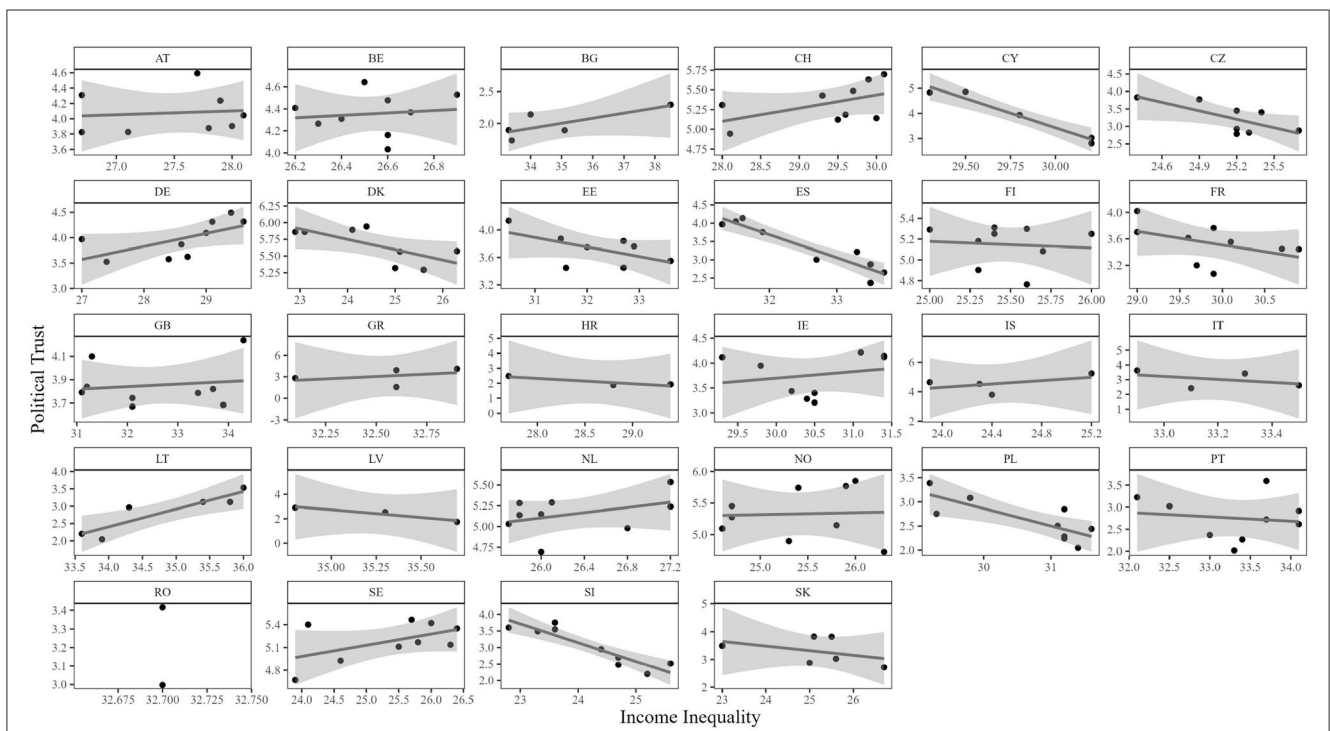 AT BE BG CH CY CZ
4.6 4.4 4.2 4.0 3.8 3.6
27.0 27.5 28.0
4.6 4.4 4.2 4.0
26.2 26.4 26.6 26.8
2.5 2.0
34 36 38
5.75 5.50 5.25 5.00 4.75
28.0 28.5 29.0 29.5 30.0
5 4 3
29.5 30.0
4.5 4.0 3.5 3.0 2.5
24.6 24.9 25.2 25.5
DE DK EE ES FI FR
4.5 4.0 3.5 3.0
27 28 29
6.25 6.00 5.75 5.50 5.25
23 24 25 26
4.0 3.6 3.2
31 32 33
4.5 4.0 3.5 3.0 2.5
32 33
5.4 5.2 5.0 4.8
25.00 25.25 25.50 25.75 26.00
4.0 3.6 3.2
29.0 29.5 30.0 30.5
GB GR HR IE IS IT
4.1 3.9 3.7
31 32 33 34
6 3 0 -3
32.25 32.50 32.75
4 2 0
28.0 28.5 29.0
4.5 4.0 3.5 3.0
29.5 30.0 30.5 31.0 31.5
6 4 2
24.0 24.4 24.8 25.2
5 4 3 2 1
33.0 33.2 33.4
Political Trust
LT LV NL NO PL PT
4.0 3.5 3.0 2.5 2.0
33.5 34.0 34.5 35.0 35.5 36.0
4 2 0
35.00 35.25 35.50
5.50 5.25 5.00 4.75
26.0 26.4 26.8 27.2
6.0 5.5 5.0
25.0 25.5 26.0
3.5 3.0 2.5 2.0
30 31
3.5 3.0 2.5 2.0
32.0 32.5 33.0 33.5 34.0
RO SE SI SK
3.4 3.3 3.2 3.1 3.0
32.675 32.700 32.725 32.750
5.4 5.1 4.8
24.0 24.5 25.0 25.5 26.0 26.5
4.0 3.5 3.0 2.5 2.0
23 24 25
5 4 3 2
23 24 25 26
Income Inequality